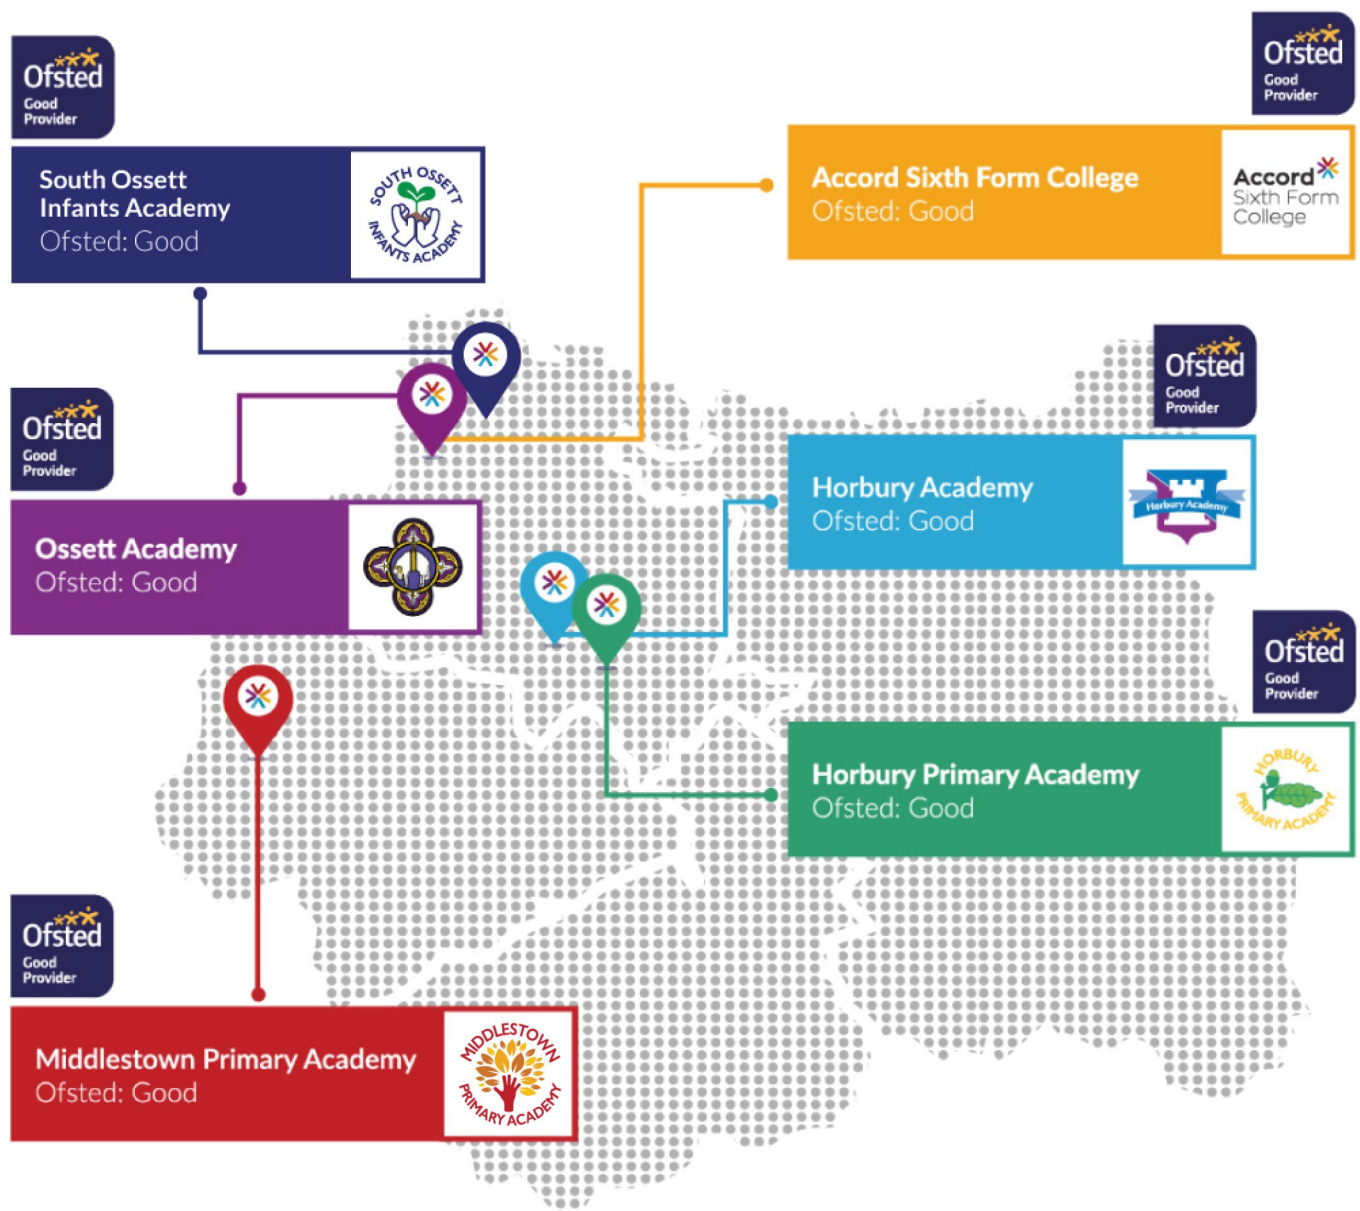 Ofsted
Good
Provider
South Ossett
Infants Academy
Ofsted: Good
SOUTH OSSETT
INFANTS ACADEMY
Ofsted
Good
Provider
Accord Sixth Form College
Ofsted: Good
Accord
Sixth Form
College
Ofsted
Good
Provider
Ossett Academy
Ofsted: Good
Ofsted
Good
Provider
Horbury Academy
Ofsted: Good
Horbury Academy
Ofsted
Good
Provider
Horbury Primary Academy
Ofsted: Good
HORBURY
PRIMARY ACADEMY
Ofsted
Good
Provider
Middlestown Primary Academy
Ofsted: Good
MIDDLESTOWN
PRIMARY ACADEMY